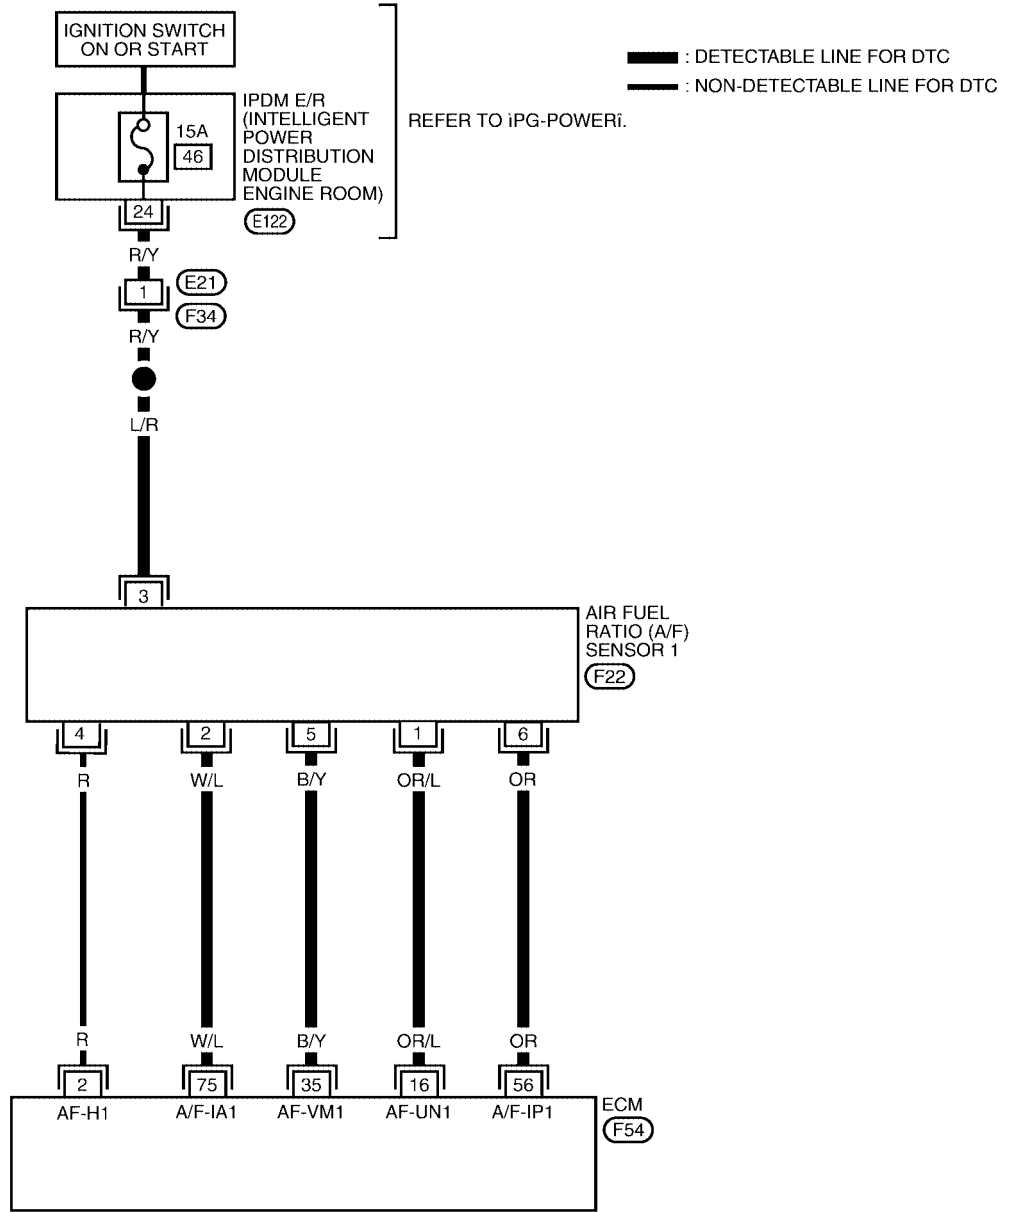 IGNITION SWITCH
ON OR START
: DETECTABLE LINE FOR DTC
: NON-DETECTABLE LINE FOR DTC
IPDM E/R
(INTELLIGENT
POWER
DISTRIBUTION
MODULE
ENGINE ROOM)
15A
46
REFER TO ìPG-POWERî.
24
E122
R/Y
1
E21
F34
R/Y
L/R
3
AIR FUEL
RATIO (A/F)
SENSOR 1
F22
4 2 5 1 6
R W/L B/Y OR/L OR
R W/L B/Y OR/L OR
2 75 35 16 56
AF-H1 A/F-IA1 AF-VM1 AF-UN1 A/F-IP1
ECM
F54